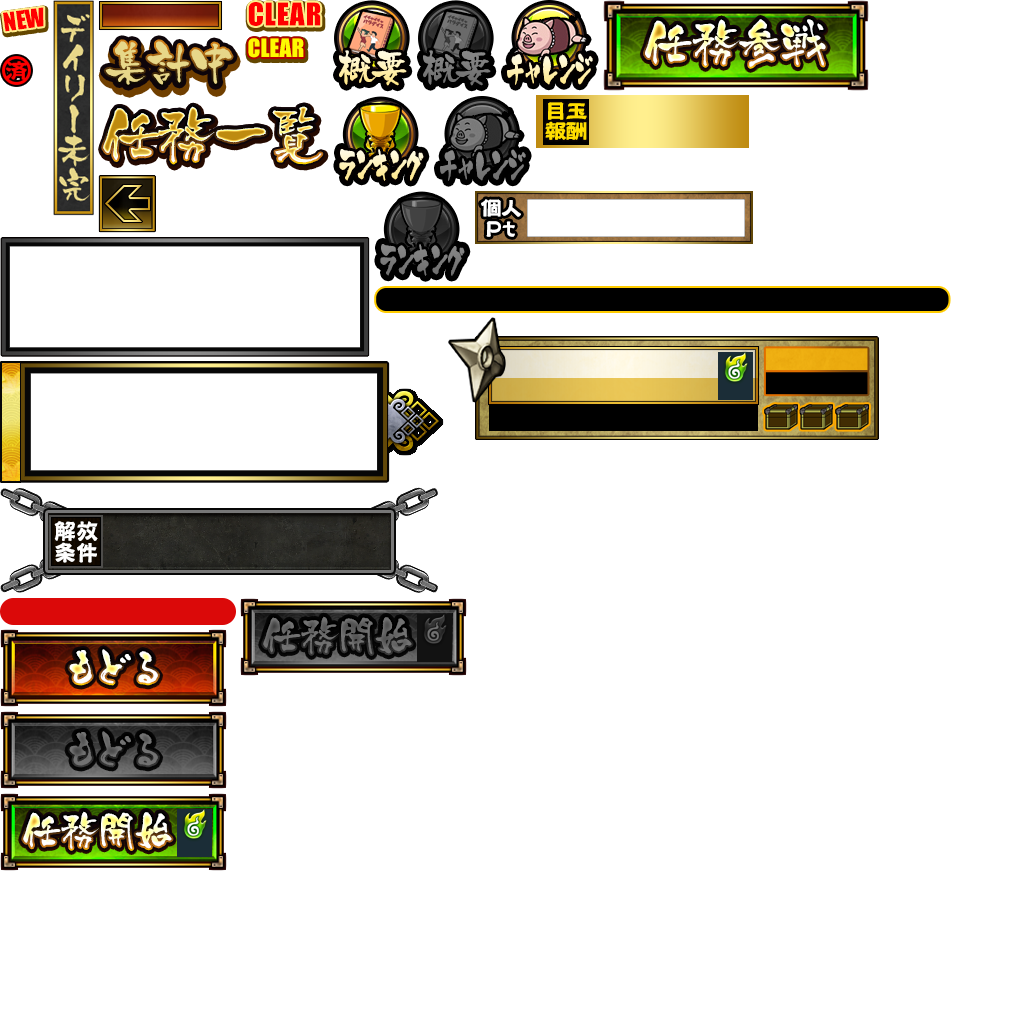 NEW
済
デイリー未完
集計中
CLEAR
CLEAR
概要
概要
チャレンジ
任務参戦
任務一覧
ランキング
チャレンジ
目玉
報酬
ランキング
個人
Pt
解放
条件
任務開始
もどる
もどる
任務開始